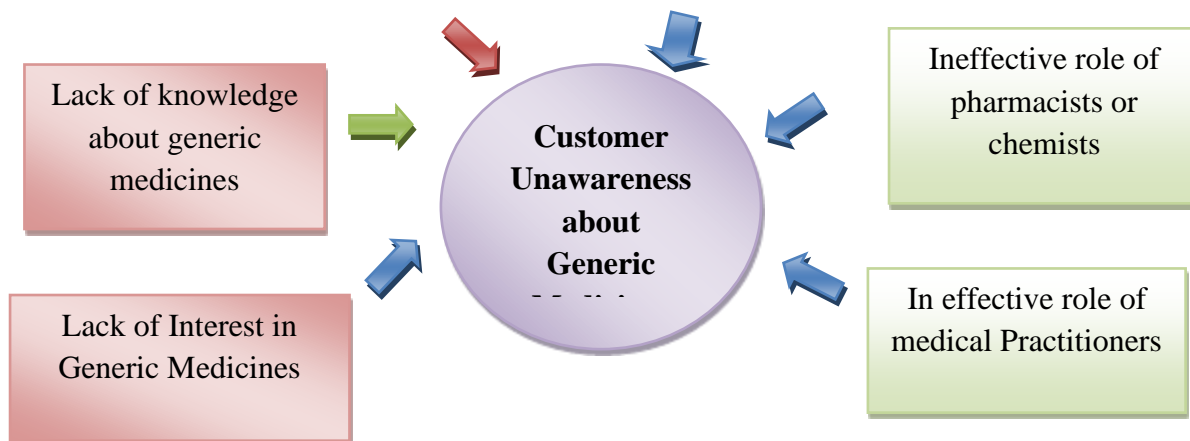 Lack of knowledge
about generic
medicines
Lack of Interest in
Generic Medicines
Customer
Unawareness
about
Generic
Ineffective role of
pharmacists or
chemists
In effective role of
medical Practitioners